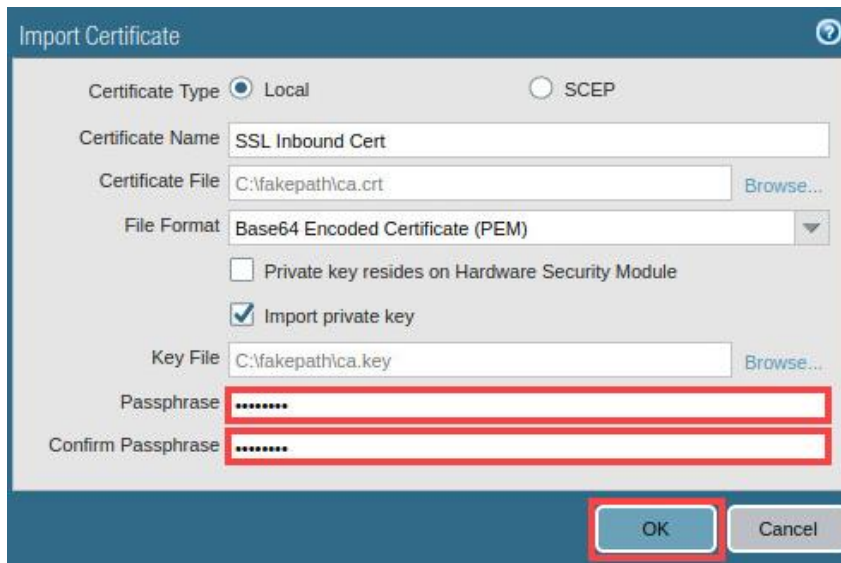 Import Certificate
Certificate Type Local SCEP
Certificate Name SSL Inbound Cert
Certificate File C:\fakepath\ca.crt Browse...
File Format Base64 Encoded Certificate (PEM)
Private key resides on Hardware Security Module
Import private key
Key File C:\fakepath\ca.key Browse...
Passphrase ••••••••
Confirm Passphrase ••••••••
OK Cancel